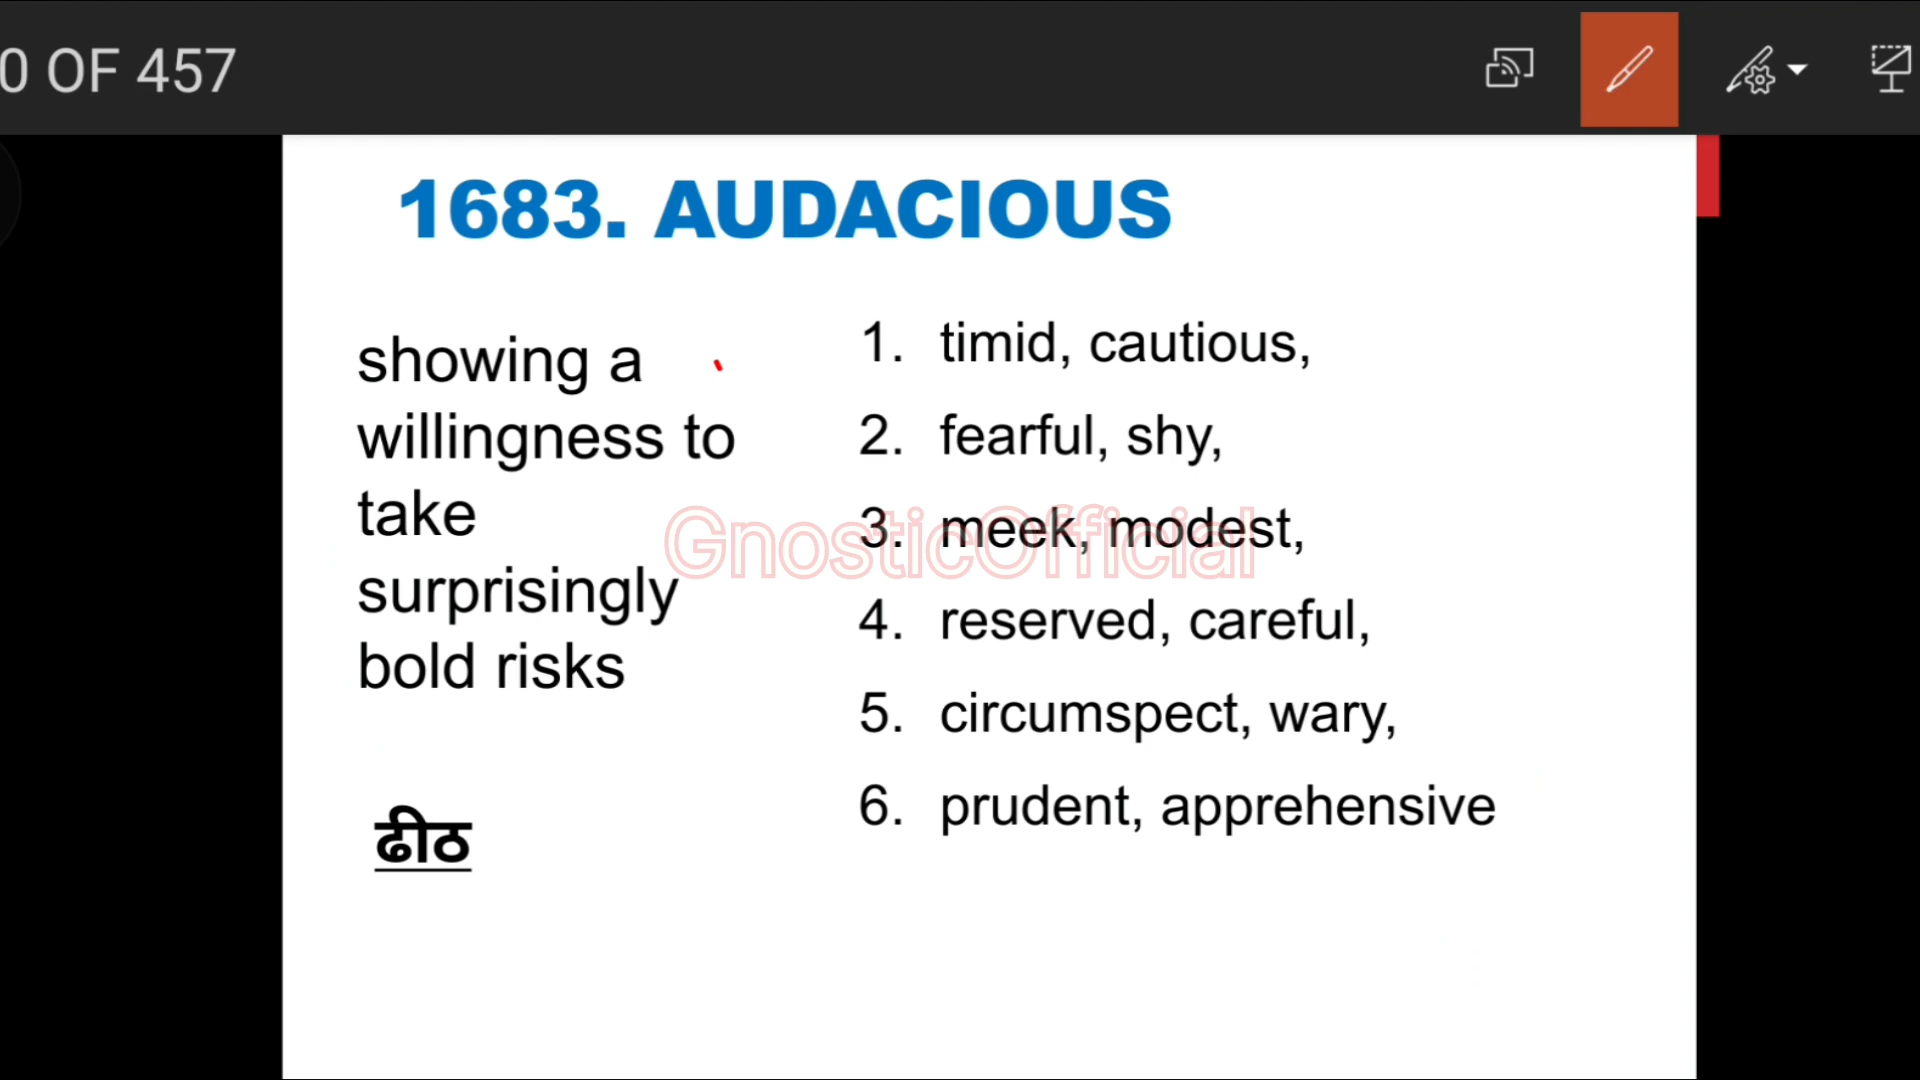 0 OF 457
1683. AUDACIOUS
showing a
willingness to
take
surprisingly
bold risks
ढीठ
1. timid, cautious,
2. fearful, shy,
3. meek, modest,
4. reserved, careful,
5. circumspect, wary,
6. prudent, apprehensive
GnosticOfficial